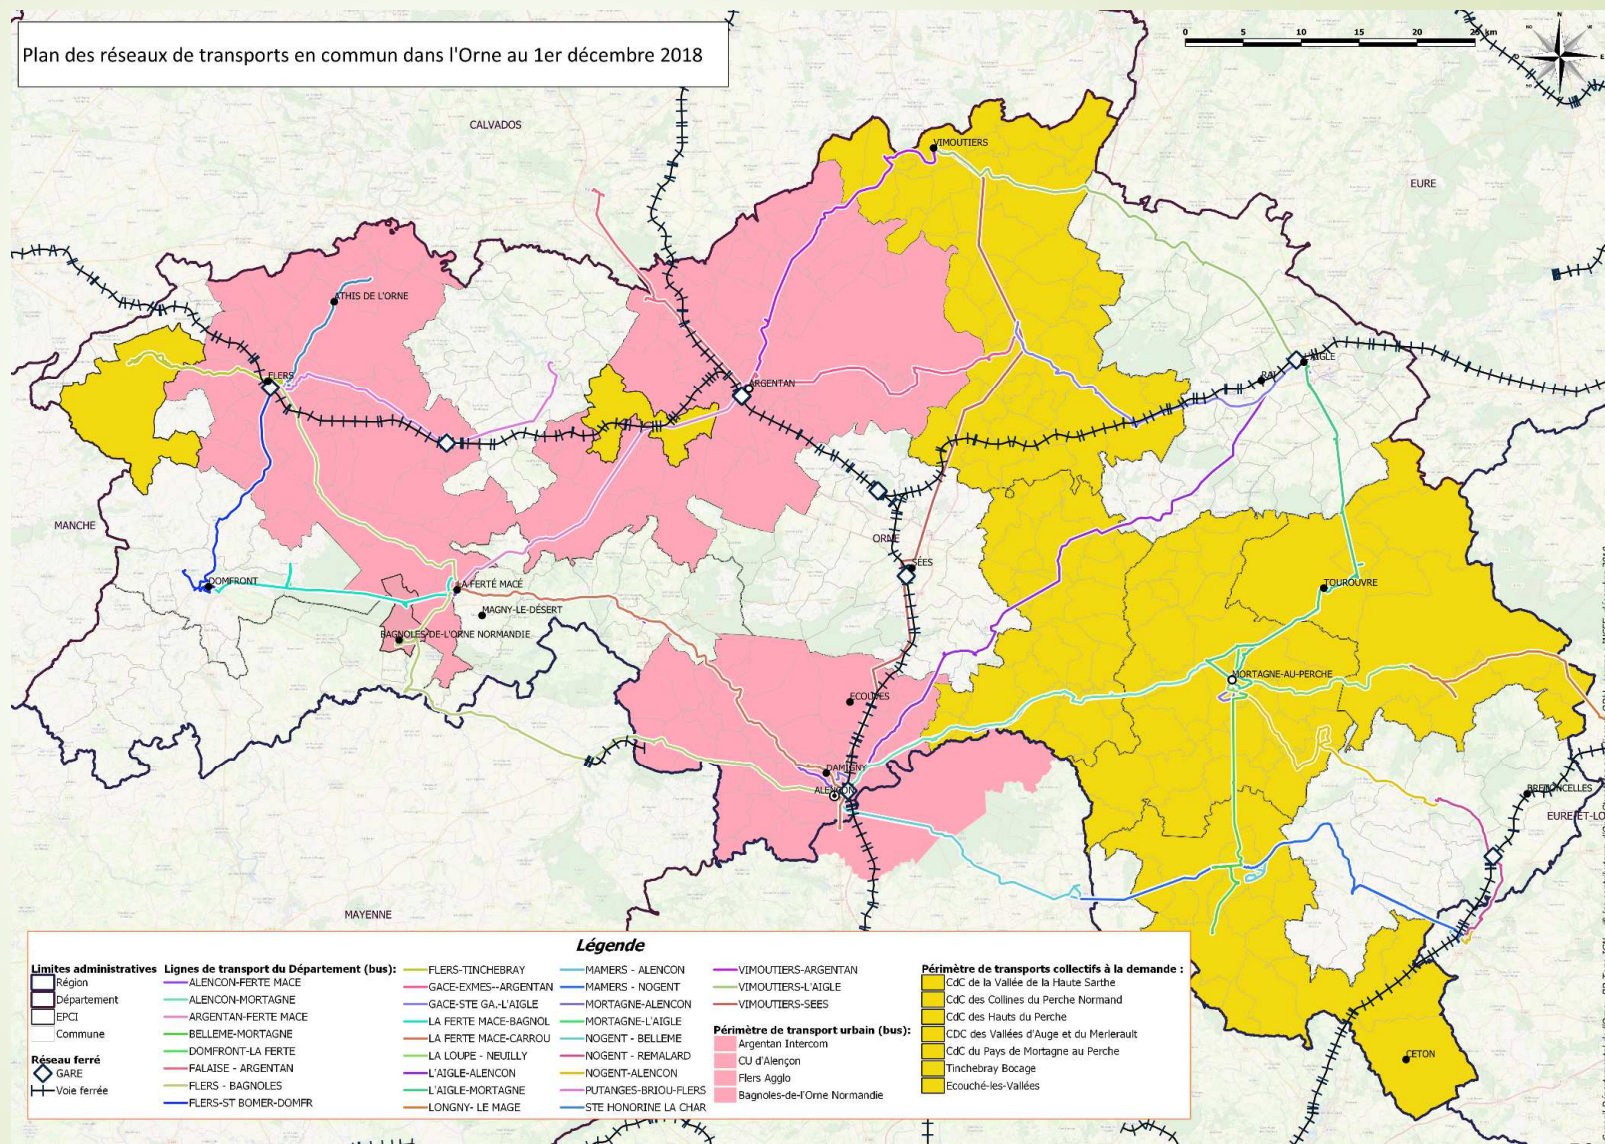 Plan des réseaux de transports en commun dans l'Orne au 1er décembre 2018
0 5 10 15 20 25 km
N
CALVADOS
EURE
VIMOUTIERS
ATHIS DE L'ORNE
FLERS
ARGENTAN
L'AIGLE
RAI
MANCHE
ORNE
SÉES
DOMFRONT
LA FERTÉ MACÉ
MAGNY-LE-DÉSERT
BAGNOLES-DE-L'ORNE NORMANDIE
TOUROUVRE
MORTAGNE-AU-PERCHE
ECOUVES
DAMIGNY
ALENCON
BRETONCELLES
EURE-ET-LO
MAYENNE
CETON
Légende
Limites administratives
Région
Département
EPCI
Commune
Réseau ferré
GARE
Voie ferrée
Lignes de transport du Département (bus):
ALENCON-FERTE MACE
ALENCON-MORTAGNE
ARGENTAN-FERTE MACE
BELLEME-MORTAGNE
DOMFRONT-LA FERTE
FALAISE - ARGENTAN
FLERS - BAGNOLES
FLERS-ST BOMER-DOMFR
FLERS-TINCHEBRAY
GACE-EXMES--ARGENTAN
GACE-STE GA.-L'AIGLE
LA FERTE MACE-BAGNOL
LA FERTE MACE-CARROU
LA LOUPE - NEUILLY
L'AIGLE-ALENCON
L'AIGLE-MORTAGNE
LONGNY- LE MAGE
MAMERS - ALENCON
MAMERS - NOGENT
MORTAGNE-ALENCON
MORTAGNE-L'AIGLE
NOGENT - BELLEME
NOGENT - REMALARD
NOGENT-ALENCON
PUTANGES-BRIOU-FLERS
STE HONORINE LA CHAR
VIMOUTIERS-ARGENTAN
VIMOUTIERS-L'AIGLE
VIMOUTIERS-SEES
Périmètre de transport urbain (bus):
Argentan Intercom
CU d'Alençon
Flers Agglo
Bagnoles-de-l'Orne Normandie
Périmètre de transports collectifs à la demande :
CdC de la Vallée de la Haute Sarthe
CdC des Collines du Perche Normand
CdC des Hauts du Perche
CDC des Vallées d'Auge et du Merlerault
CdC du Pays de Mortagne au Perche
Tinchebray Bocage
Ecouché-les-Vallées